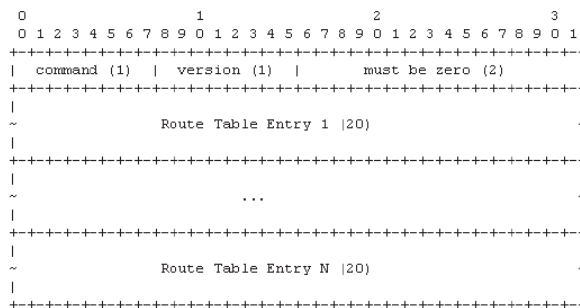 0                   1                   2                   3
 0 1 2 3 4 5 6 7 8 9 0 1 2 3 4 5 6 7 8 9 0 1 2 3 4 5 6 7 8 9 0 1
+-+-+-+-+-+-+-+-+-+-+-+-+-+-+-+-+-+-+-+-+-+-+-+-+-+-+-+-+-+-+-+-
|  command (1)  |  version (1)  |       must be zero (2)
+-+-+-+-+-+-+-+-+-+-+-+-+-+-+-+-+-+-+-+-+-+-+-+-+-+-+-+-+-+-+-+-
|
~                Route Table Entry 1 |20)                       ~
|
+-+-+-+-+-+-+-+-+-+-+-+-+-+-+-+-+-+-+-+-+-+-+-+-+-+-+-+-+-+-+-+-
|
~                         ...                                   ~
|
+-+-+-+-+-+-+-+-+-+-+-+-+-+-+-+-+-+-+-+-+-+-+-+-+-+-+-+-+-+-+-+-
|
~                Route Table Entry N |20)                       ~
|
+-+-+-+-+-+-+-+-+-+-+-+-+-+-+-+-+-+-+-+-+-+-+-+-+-+-+-+-+-+-+-+-